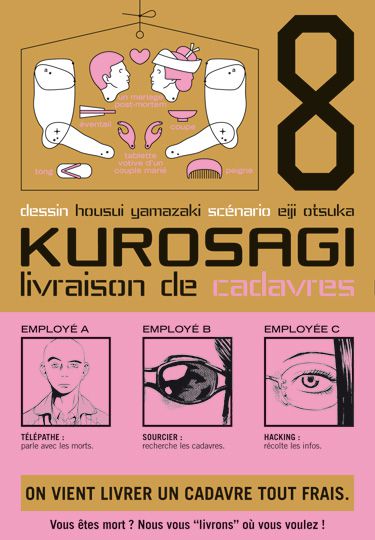 8
un mariage
post-mortem
éventail
coupe
tablette
votive d'un
couple marié
tong
peigne
dessin housui yamazaki scénario eiji otsuka
KUROSAGI
livraison de cadavres
EMPLOYÉ A
EMPLOYÉ B
EMPLOYÉE C
TÉLÉPATHE :
parle avec les morts.
SOURCIER :
recherche les cadavres.
HACKING :
récolte les infos.
ON VIENT LIVRER UN CADAVRE TOUT FRAIS.
Vous êtes mort ? Nous vous “livrons” où vous voulez !